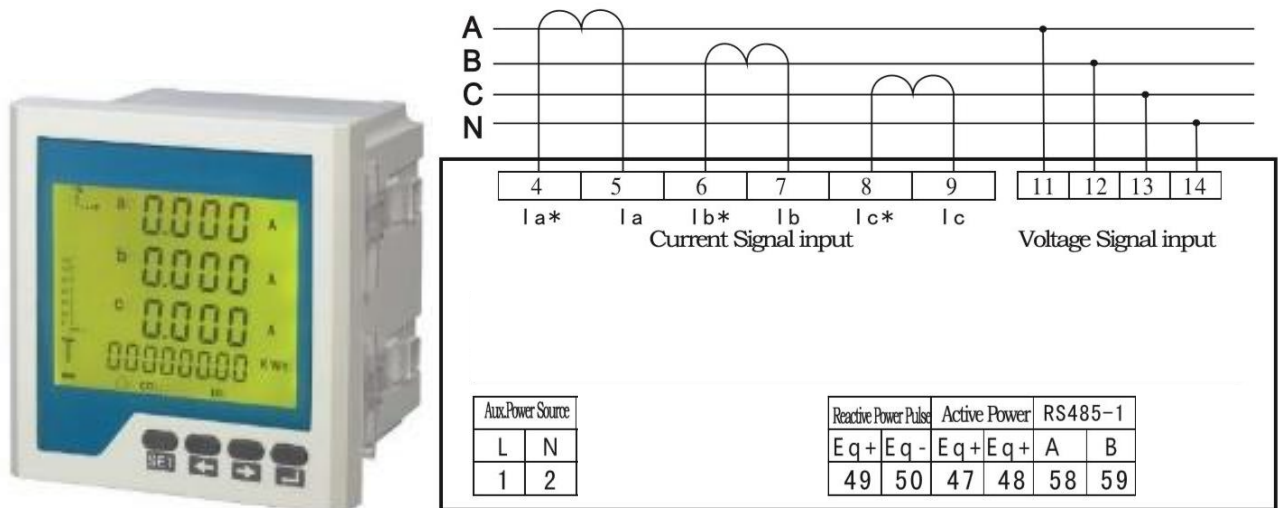 a 0.000 A
b 0.000 A
c 0.000 A
00000000
SET
A
B
C
N
4 5 6 7 8 9 11 12 13 14
Ia* Ia Ib* Ib Ic* Ic
Current Signal input Voltage Signal input
Aux.Power Source
L N
1 2
Reactive Power Pulse Active Power RS485-1
Eq+ Eq- Eq+ Eq+ A B
49 50 47 48 58 59